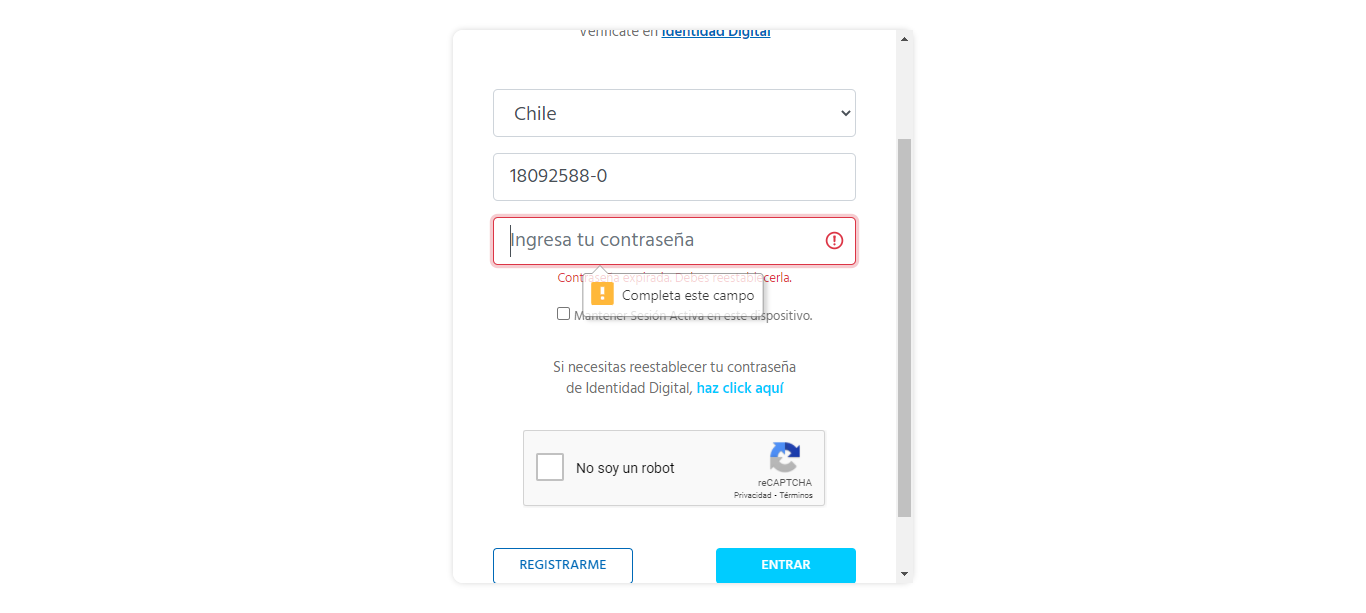 Verifícate en Identidad Digital
Chile
18092588-0
Ingresa tu contraseña
Contraseña expirada. Debes reestablecerla.
Completa este campo
Mantener Sesión Activa en este dispositivo.
Si necesitas reestablecer tu contraseña
de Identidad Digital, haz click aquí
No soy un robot
reCAPTCHA
Privacidad - Términos
REGISTRARME
ENTRAR